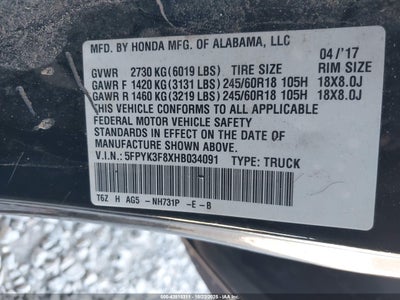 MFD. BY HONDA MFG. OF ALABAMA, LLC
04/'17
GVWR 2730 KG(6019 LBS) TIRE SIZE RIM SIZE
GAWR F 1420 KG(3131 LBS) 245/60R18 105H 18X8.0J
GAWR R 1460 KG(3219 LBS) 245/60R18 105H 18X8.0J
THIS VEHICLE CONFORMS TO ALL APPLICABLE
FEDERAL MOTOR VEHICLE SAFETY
STANDARDS IN EFFECT ON THE DATE OF
MANUFACTURE SHOWN ABOVE.
V.I.N.: 5FPYK3F8XHB034091 TYPE: TRUCK
T6Z H AG5 -NH731P -E -B